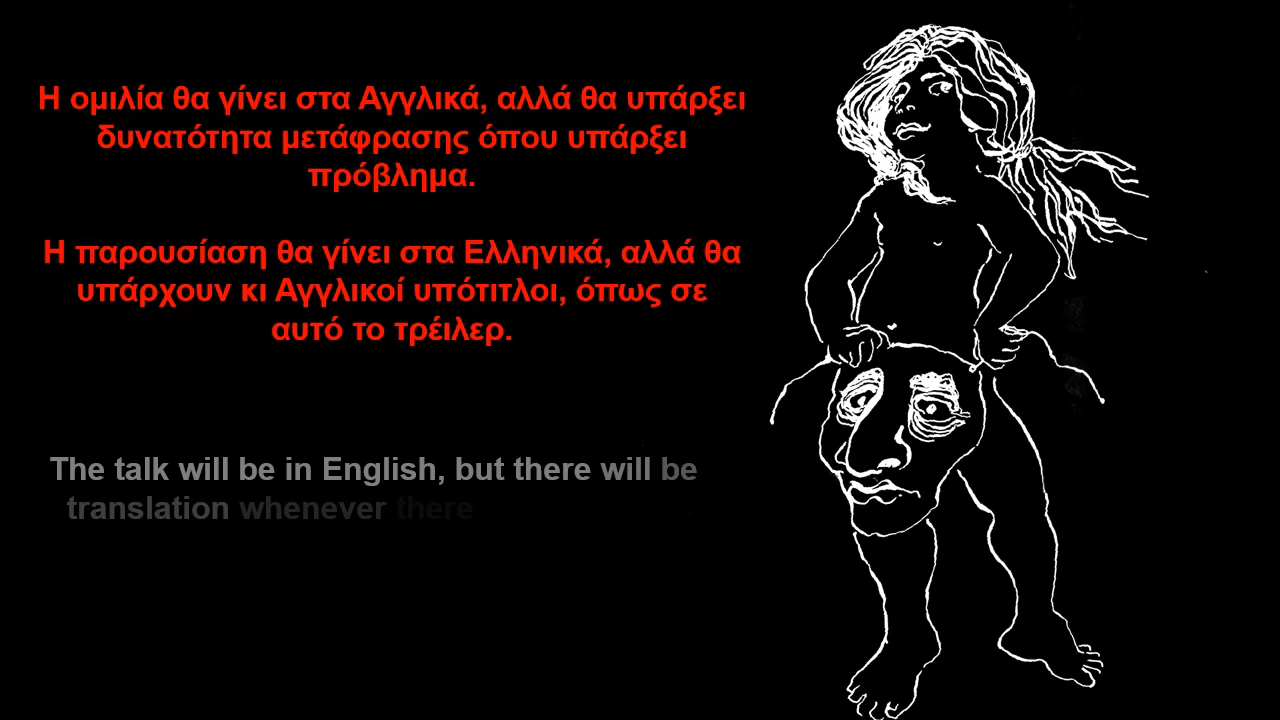 Η ομιλία θα γίνει στα Αγγλικά, αλλά θα υπάρξει
δυνατότητα μετάφρασης όπου υπάρξει
πρόβλημα.
Η παρουσίαση θα γίνει στα Ελληνικά, αλλά θα
υπάρχουν κι Αγγλικοί υπότιτλοι, όπως σε
αυτό το τρέιλερ.
The talk will be in English, but there will be
translation whenever there